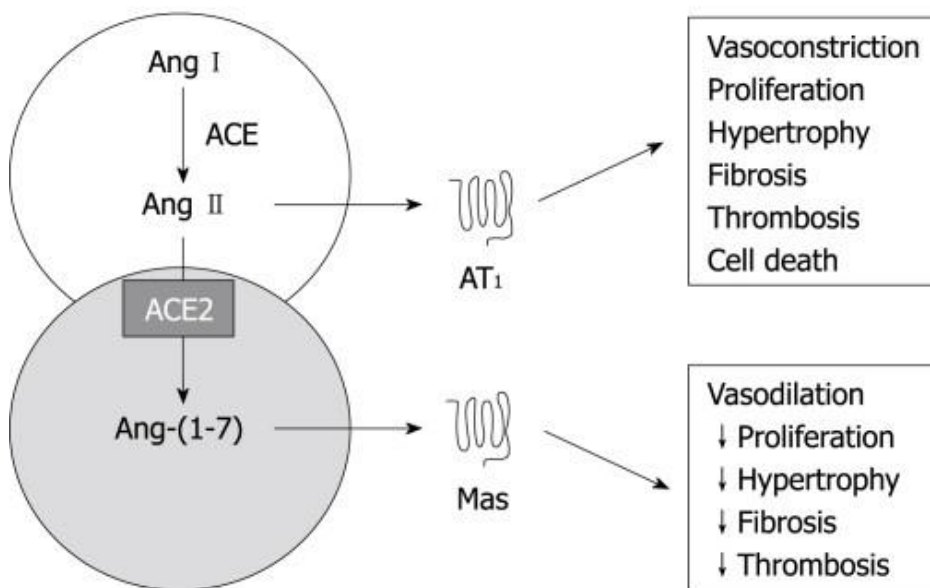 Ang Ⅰ
ACE
Ang Ⅱ
ACE2
Ang-(1-7)
AT1
Mas
Vasoconstriction
Proliferation
Hypertrophy
Fibrosis
Thrombosis
Cell death
Vasodilation
↓ Proliferation
↓ Hypertrophy
↓ Fibrosis
↓ Thrombosis